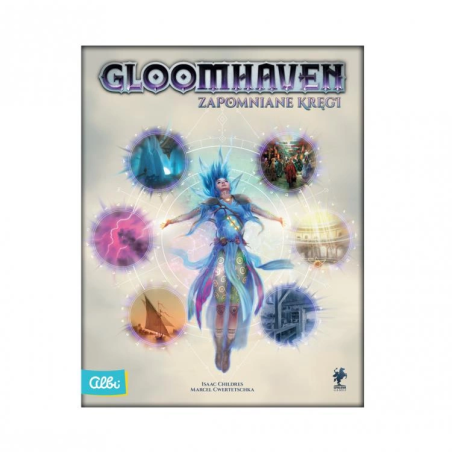 GLOOMHAVEN
ZAPOMNIANE KRĘGI
Albi
ISAAC CHILDRES
MARCEL CWERTETSCHKA